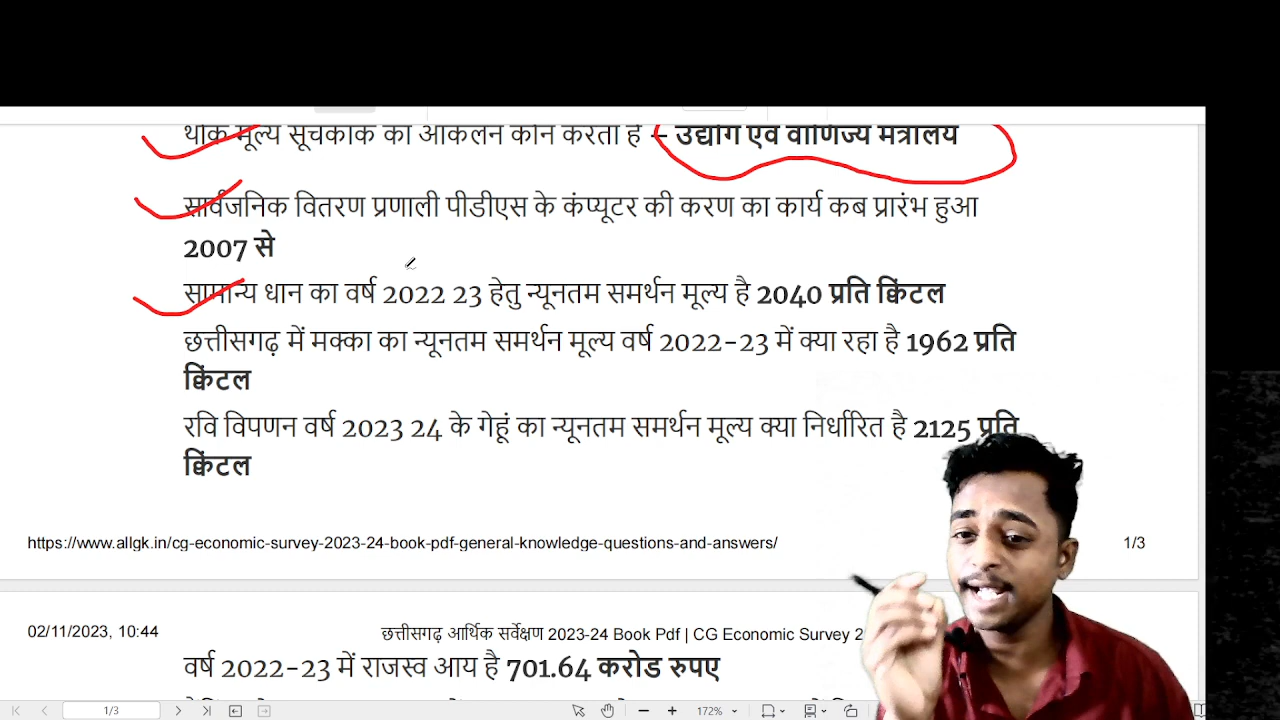 थोक मूल्य सूचकांक का आंकलन कौन करता है – उद्योग एवं वाणिज्य मंत्रालय
सार्वजनिक वितरण प्रणाली पीडीएस के कंप्यूटर की करण का कार्य कब प्रारंभ हुआ
2007 से
सामान्य धान का वर्ष 2022 23 हेतु न्यूनतम समर्थन मूल्य है 2040 प्रति क्विंटल
छत्तीसगढ़ में मक्का का न्यूनतम समर्थन मूल्य वर्ष 2022-23 में क्या रहा है 1962 प्रति
क्विंटल
रवि विपणन वर्ष 2023 24 के गेहूं का न्यूनतम समर्थन मूल्य क्या निर्धारित है 2125 प्रति
क्विंटल
https://www.allgk.in/cg-economic-survey-2023-24-book-pdf-general-knowledge-questions-and-answers/ 1/3
02/11/2023, 10:44 छत्तीसगढ़ आर्थिक सर्वेक्षण 2023-24 Book Pdf | CG Economic Survey 2
वर्ष 2022-23 में राजस्व आय है 701.64 करोड रुपए
1/3 172%